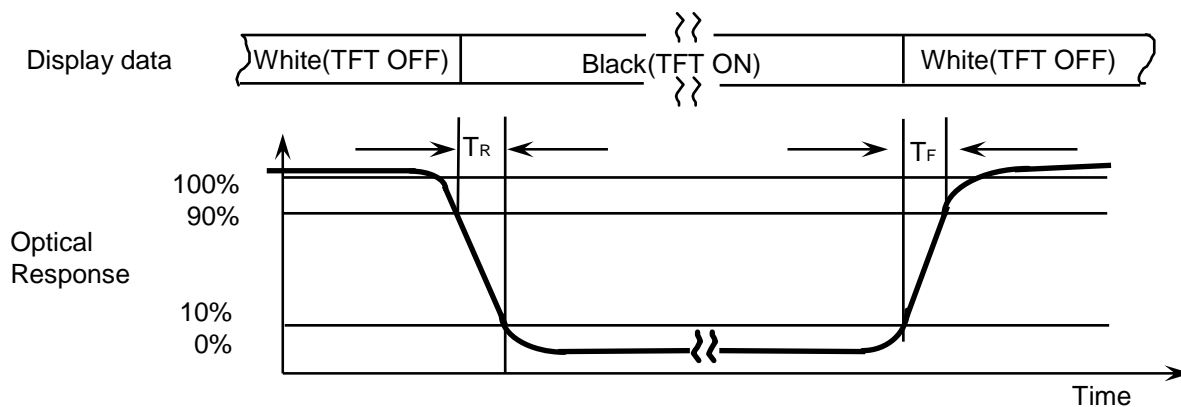 Display data
White(TFT OFF)
Black(TFT ON)
White(TFT OFF)
TR
TF
100%
90%
Optical
Response
10%
0%
Time